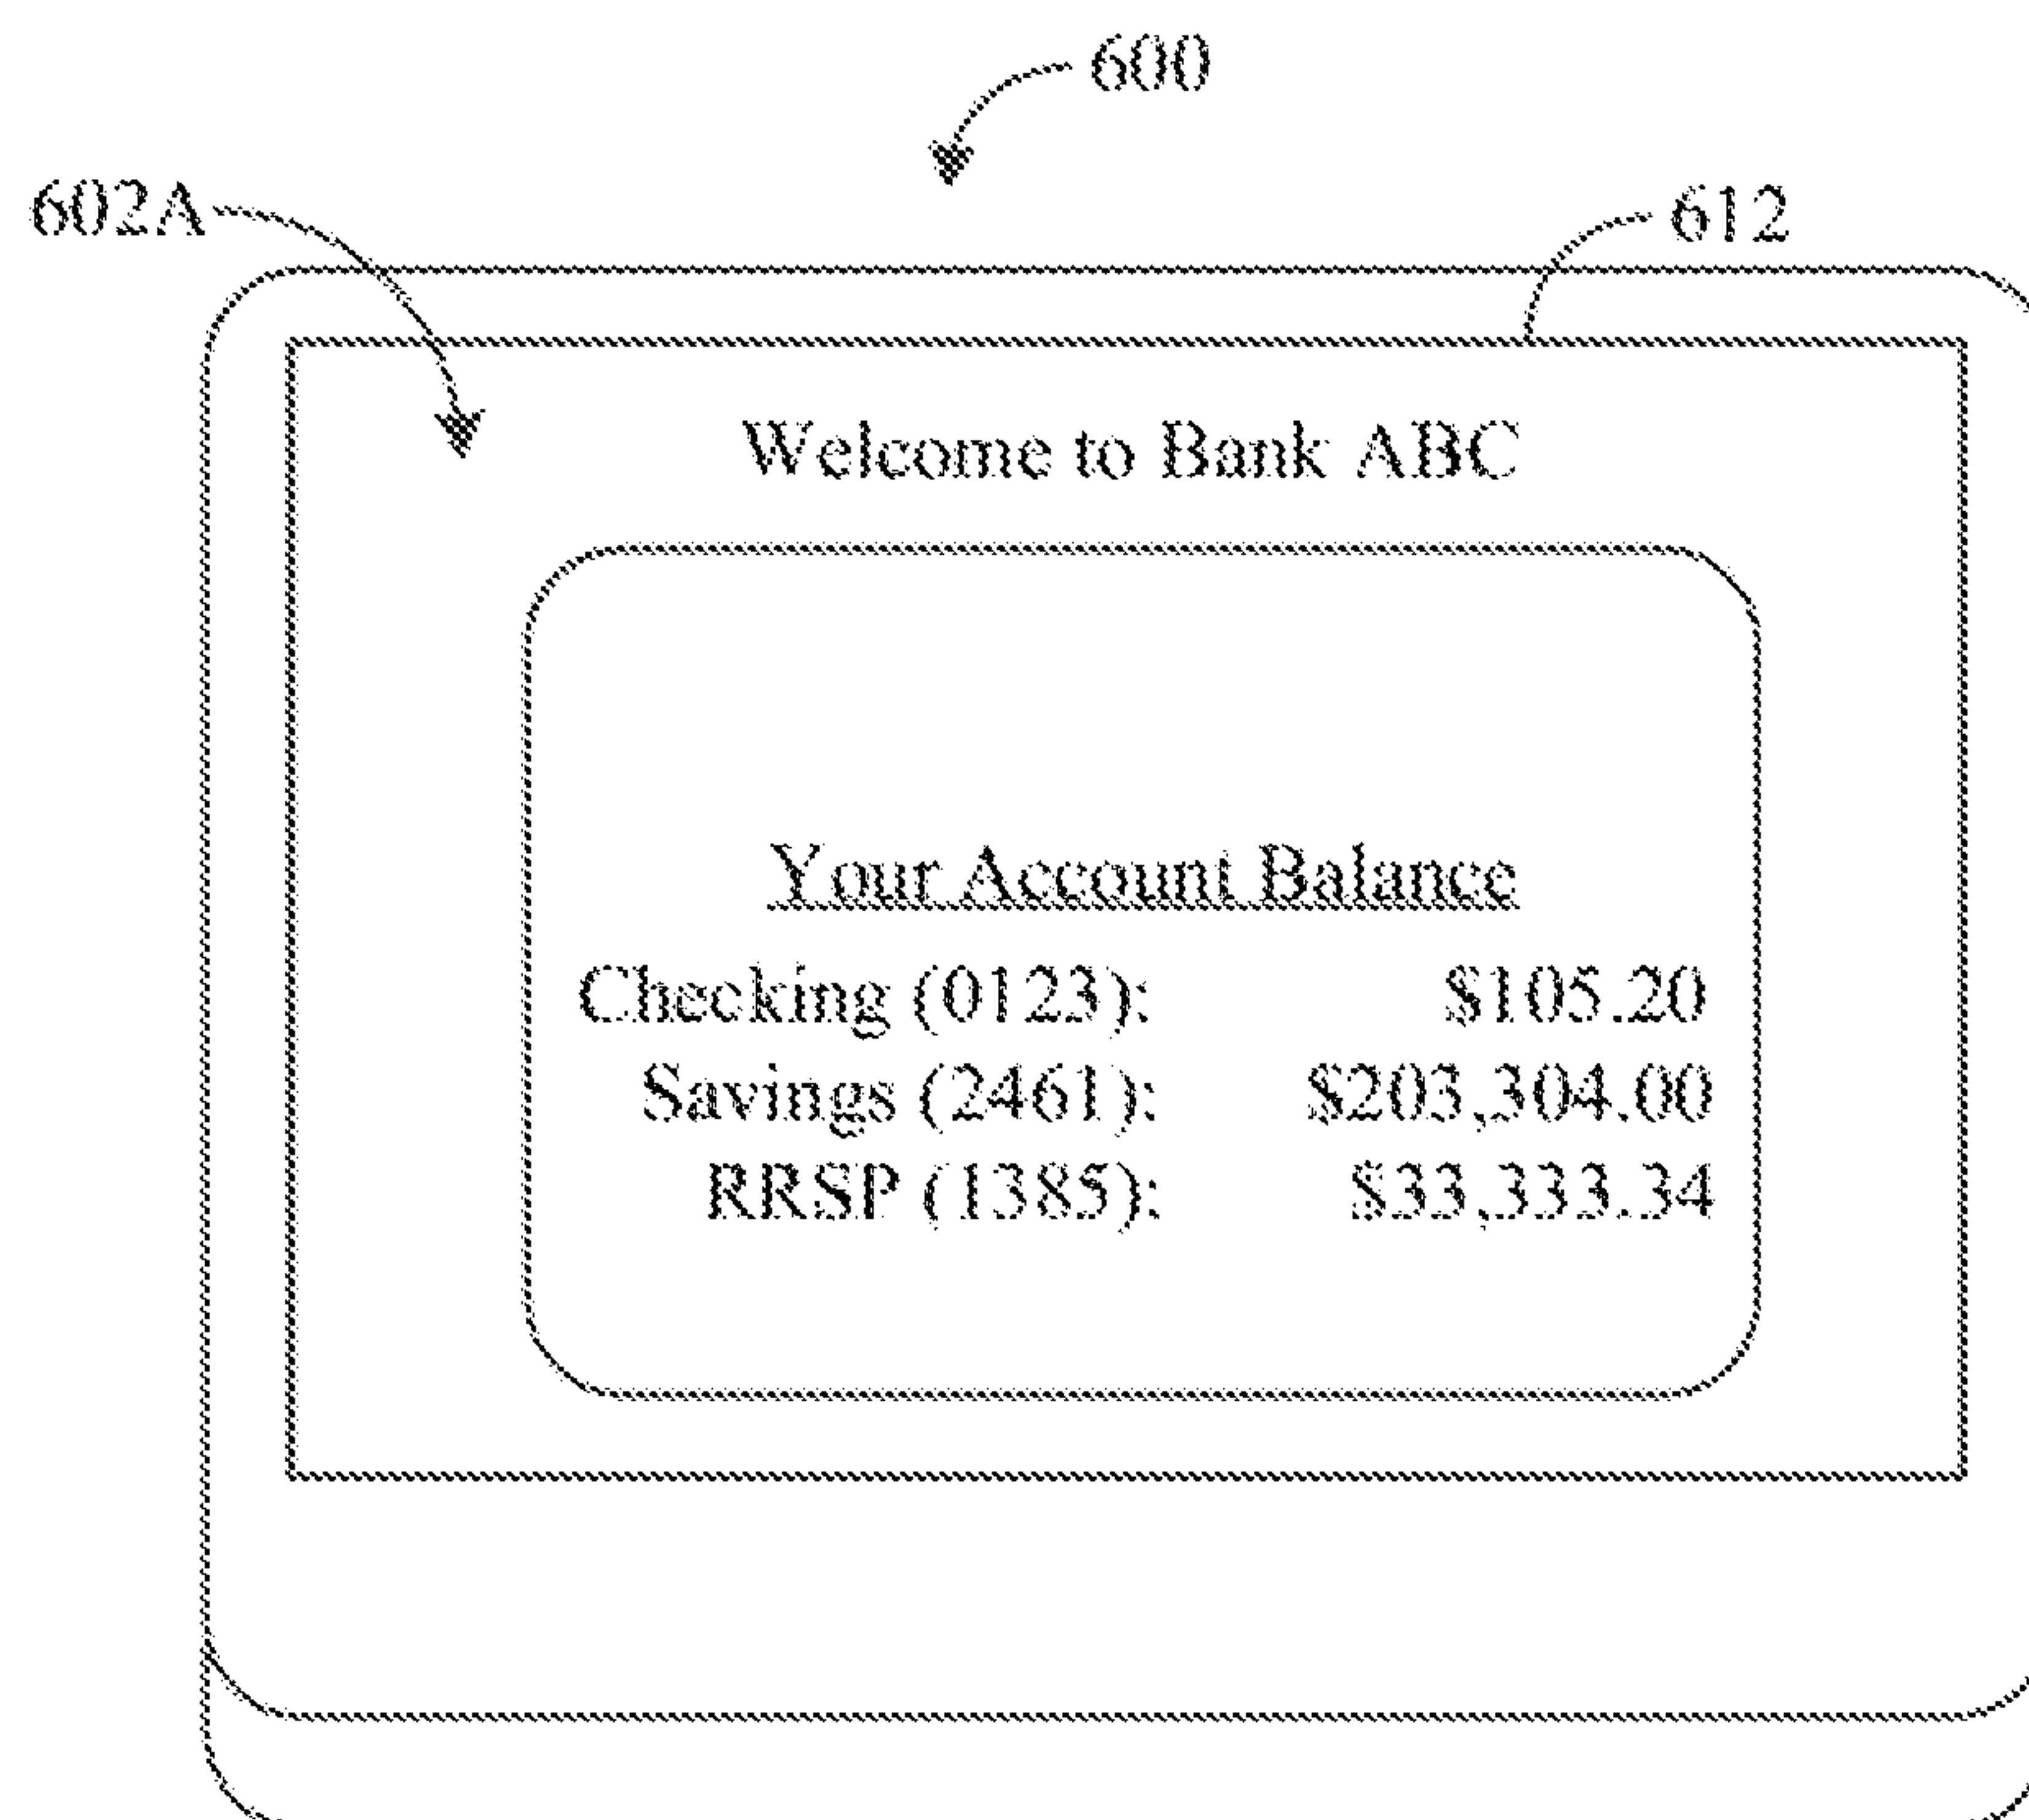 600
602A
612
Welcome to Bank ABC
Your Account Balance
Checking (0123): $105.20
Savings (2461): $203,304.00
RRSP (1385): $33,333.34